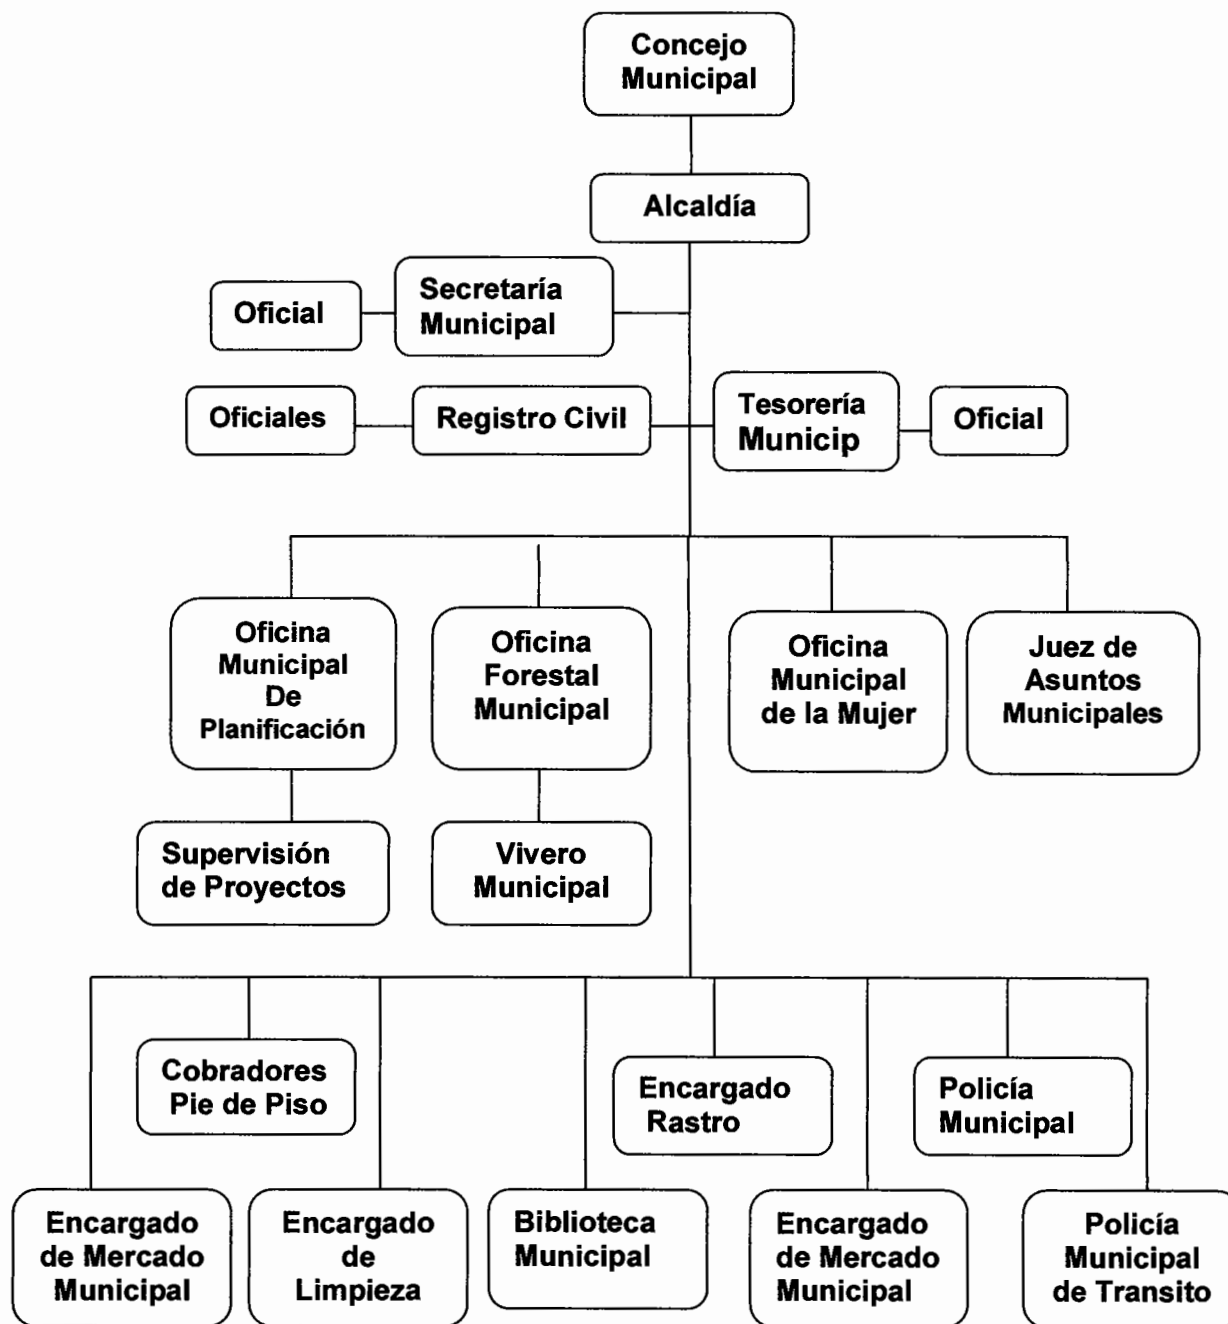 Concejo
Municipal
Alcaldía
Oficial
Secretaría
Municipal
Oficiales
Registro Civil
Tesorería
Municip
Oficial
Oficina
Municipal
De
Planificación
Oficina
Forestal
Municipal
Oficina
Municipal
de la Mujer
Juez de
Asuntos
Municipales
Supervisión
de Proyectos
Vivero
Municipal
Cobradores
Pie de Piso
Encargado
Rastro
Policía
Municipal
Encargado
de Mercado
Municipal
Encargado
de
Limpieza
Biblioteca
Municipal
Encargado
de Mercado
Municipal
Policía
Municipal
de Transito